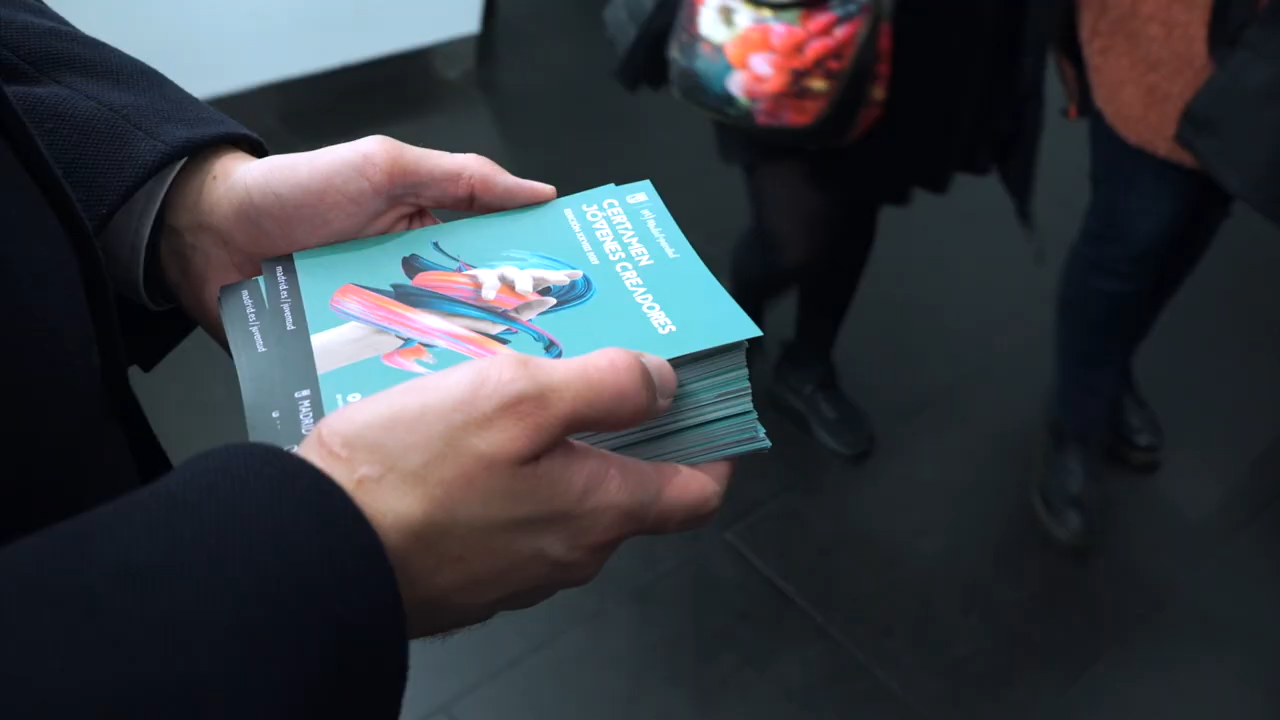 CERTAMEN
JÓVENES CREADORES
madrid.es | juventud
madrid.es | juventud
MADRID